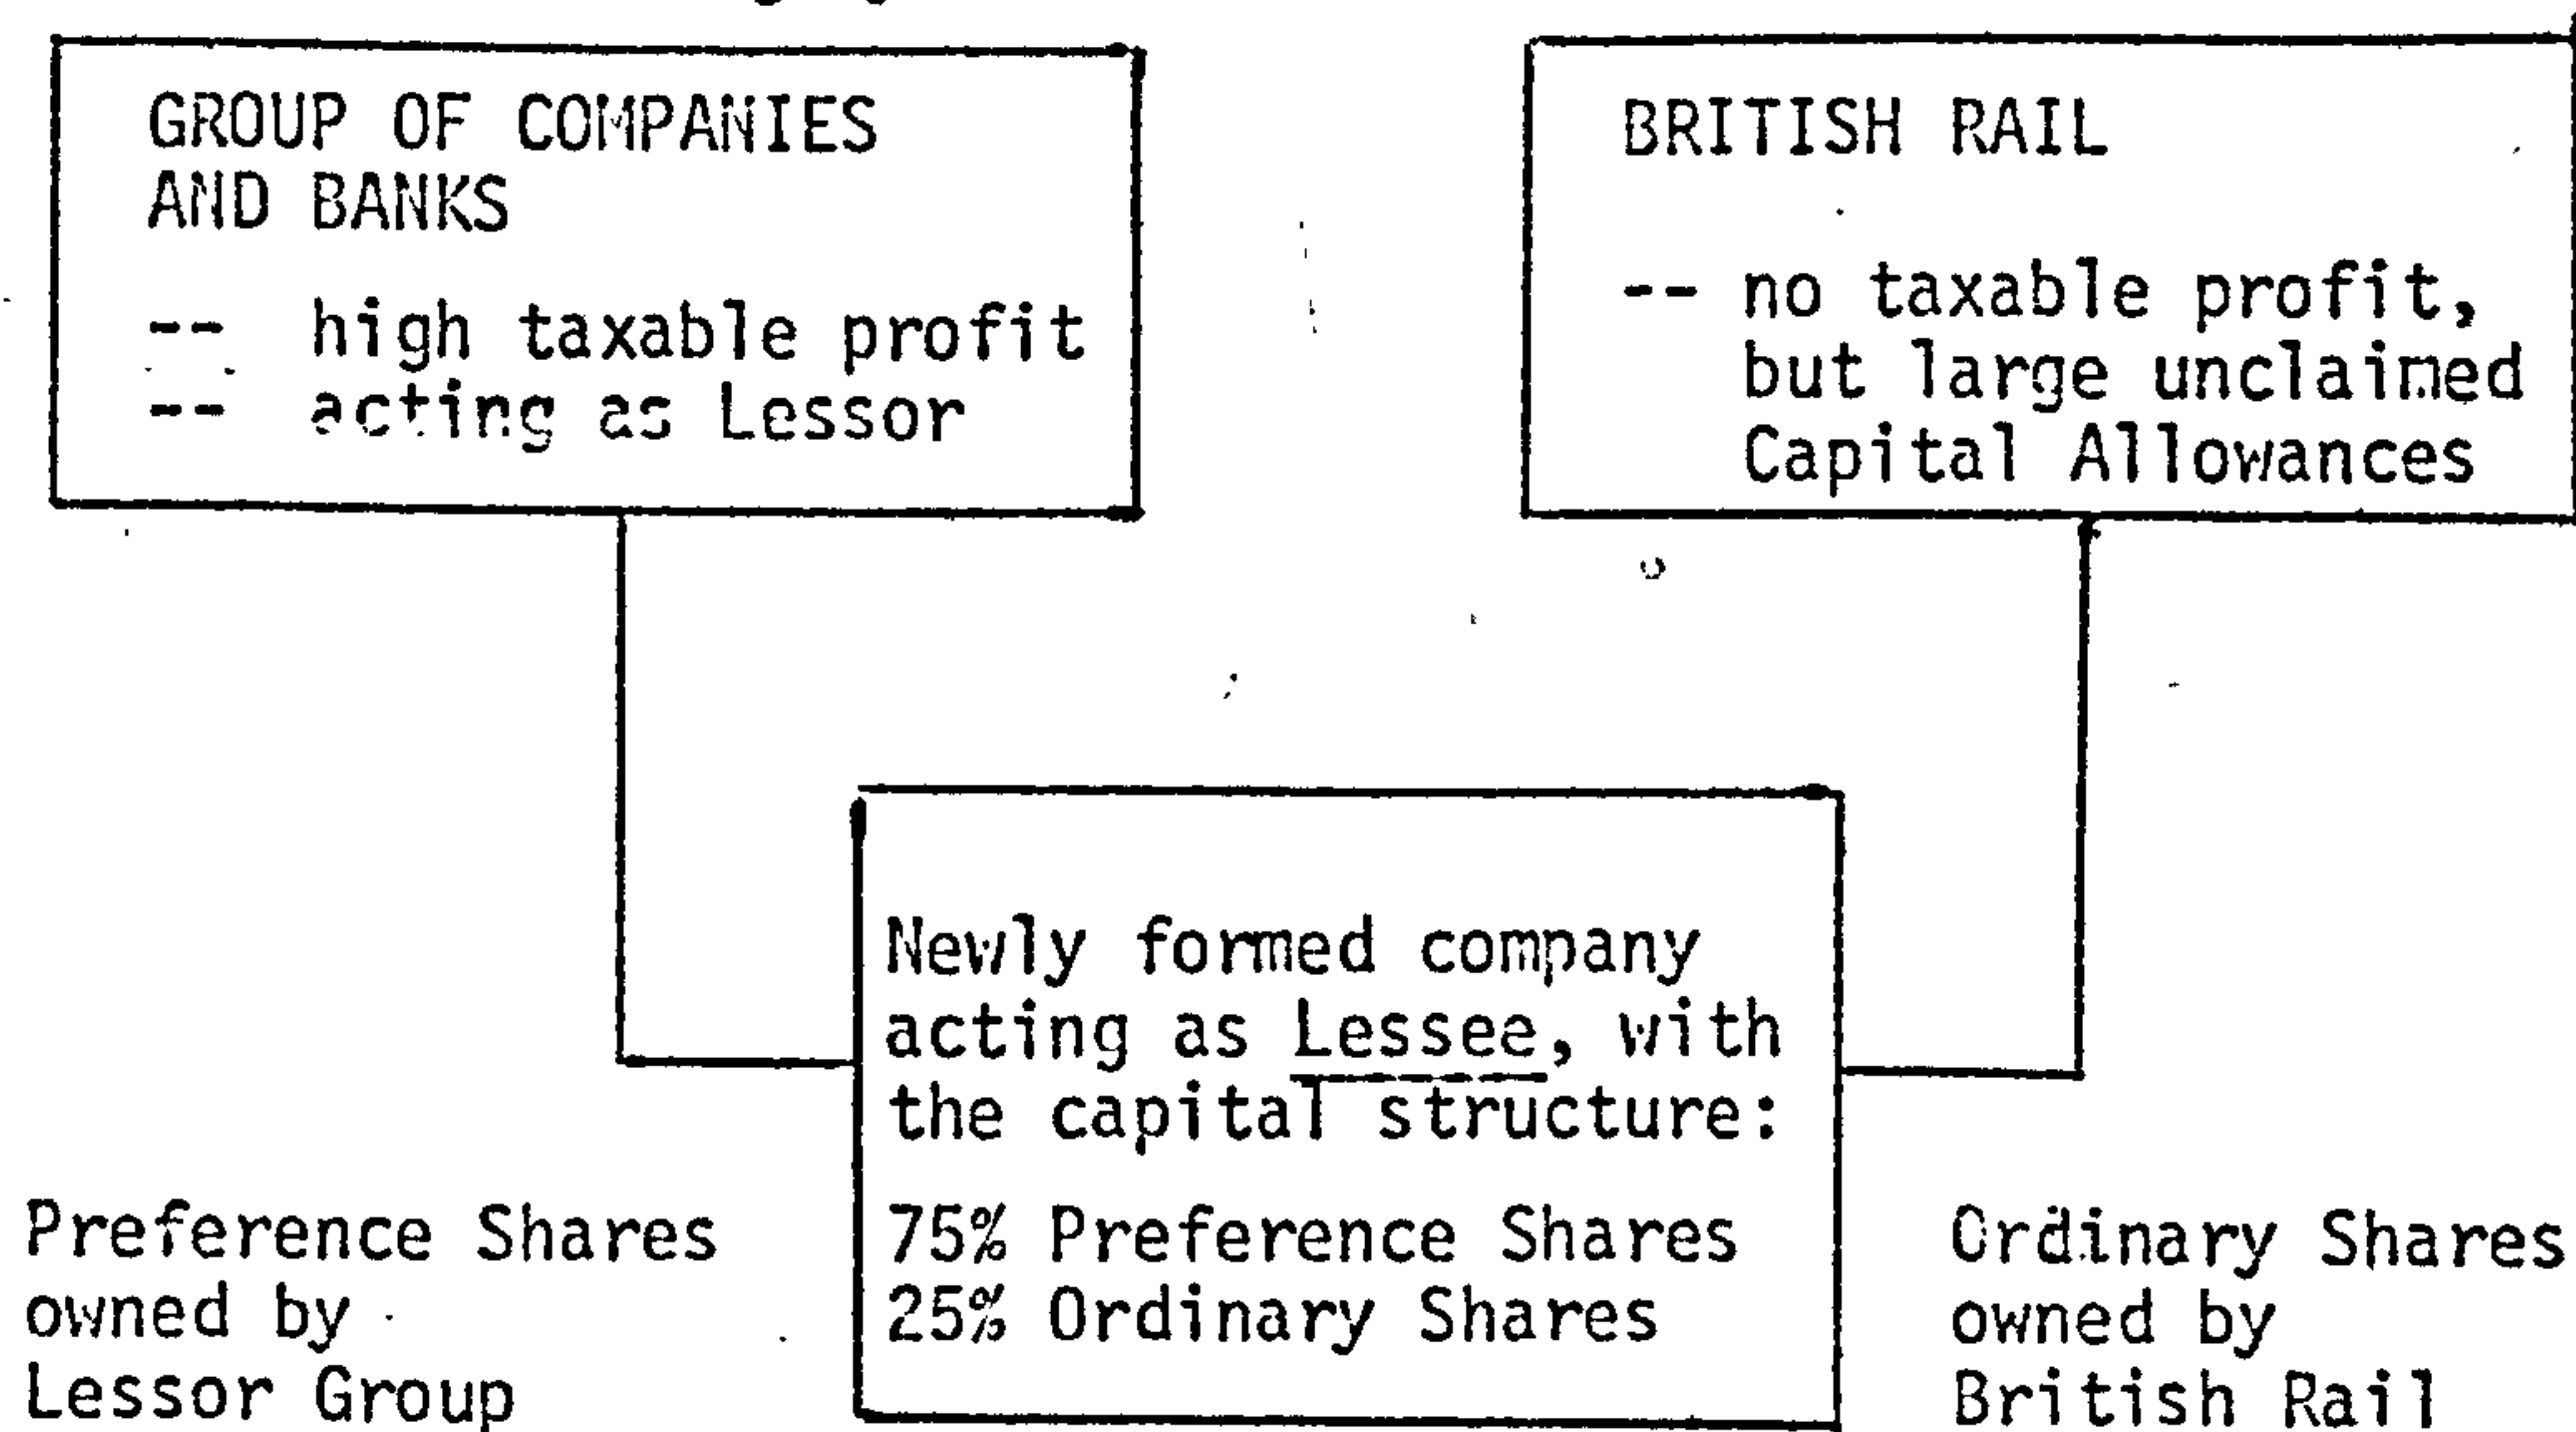 GROUP OF COMPANIES
AND BANKS
-- high taxable profit
-- acting as Lessor
BRITISH RAIL
-- no taxable profit,
but large unclaimed
Capital Allowances
Newly formed company
acting as Lessee, with
the capital structure:
75% Preference Shares
25% Ordinary Shares
Preference Shares
owned by
Lessor Group
Ordinary Shares
owned by
British Rail